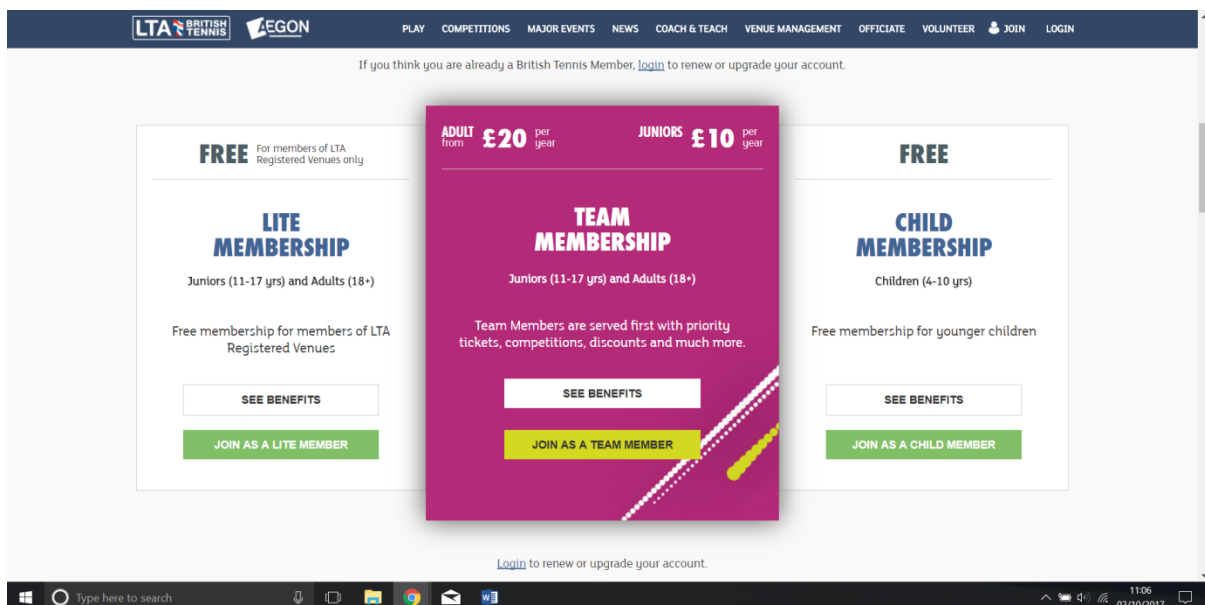 LTA BRITISH TENNIS AEGON PLAY COMPETITIONS MAJOR EVENTS NEWS COACH & TEACH VENUE MANAGEMENT OFFICIATE VOLUNTEER JOIN LOGIN
If you think you are already a British Tennis Member, login to renew or upgrade your account.
FREE For members of LTA
Registered Venues only
LITE
MEMBERSHIP
Juniors (11-17 yrs) and Adults (18+)
Free membership for members of LTA
Registered Venues
SEE BENEFITS
JOIN AS A LITE MEMBER
ADULT from £20 per year JUNIORS £10 per year
TEAM
MEMBERSHIP
Juniors (11-17 yrs) and Adults (18+)
Team Members are served first with priority
tickets, competitions, discounts and much more.
SEE BENEFITS
JOIN AS A TEAM MEMBER
FREE
CHILD
MEMBERSHIP
Children (4-10 yrs)
Free membership for younger children
SEE BENEFITS
JOIN AS A CHILD MEMBER
Login to renew or upgrade your account.
Type here to search
11:06
02/10/2017